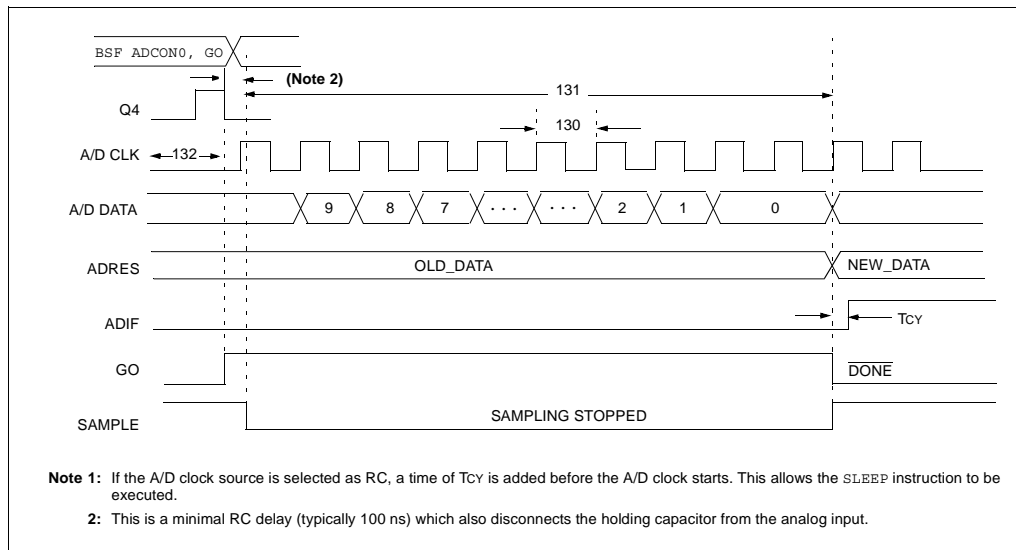 BSF ADCON0, GO
(Note 2)
131
Q4
130
A/D CLK 132
A/D DATA 9 8 7 . . . . . . 2 1 0
ADRES OLD_DATA NEW_DATA
ADIF TCY
GO DONE
SAMPLE SAMPLING STOPPED
Note 1: If the A/D clock source is selected as RC, a time of TCY is added before the A/D clock starts. This allows the SLEEP instruction to be
executed.
2: This is a minimal RC delay (typically 100 ns) which also disconnects the holding capacitor from the analog input.